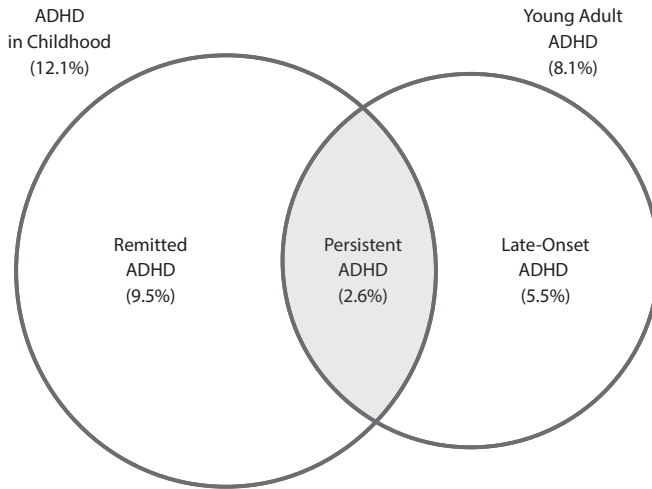 ADHD
in Childhood
(12.1%)
Young Adult
ADHD
(8.1%)
Remitted
ADHD
(9.5%)
Persistent
ADHD
(2.6%)
Late-Onset
ADHD
(5.5%)